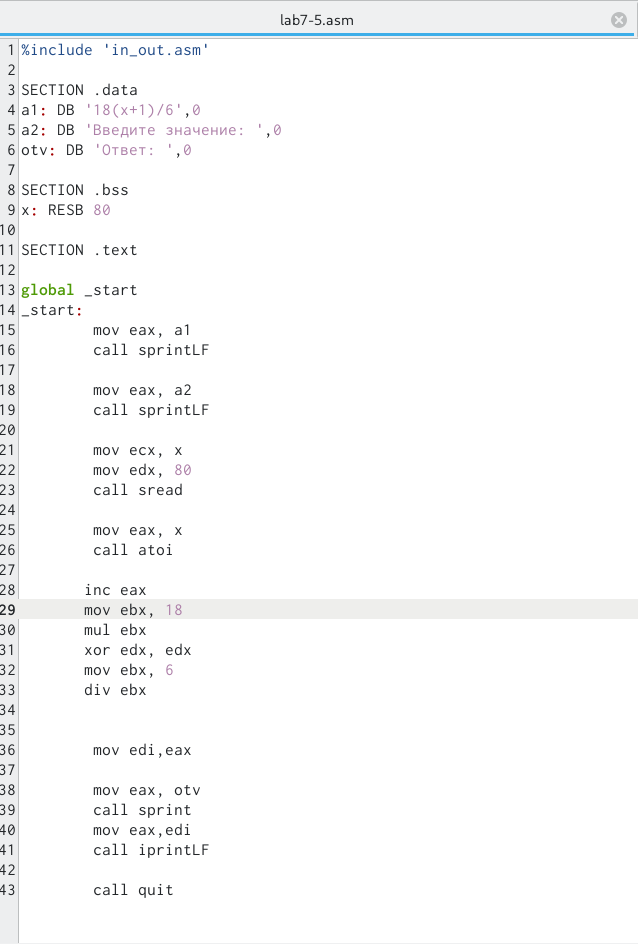 lab7-5.asm
1 %include 'in_out.asm'
2
3 SECTION .data
4 a1: DB '18(x+1)/6',0
5 a2: DB 'Введите значение: ',0
6 otv: DB 'Ответ: ',0
7
8 SECTION .bss
9 x: RESB 80
10
11 SECTION .text
12
13 global _start
14 _start:
15         mov eax, a1
16         call sprintLF
17
18         mov eax, a2
19         call sprintLF
20
21         mov ecx, x
22         mov edx, 80
23         call sread
24
25         mov eax, x
26         call atoi
27
28        inc eax
29        mov ebx, 18
30        mul ebx
31        xor edx, edx
32        mov ebx, 6
33        div ebx
34
35
36         mov edi,eax
37
38         mov eax, otv
39         call sprint
40         mov eax,edi
41         call iprintLF
42
43         call quit